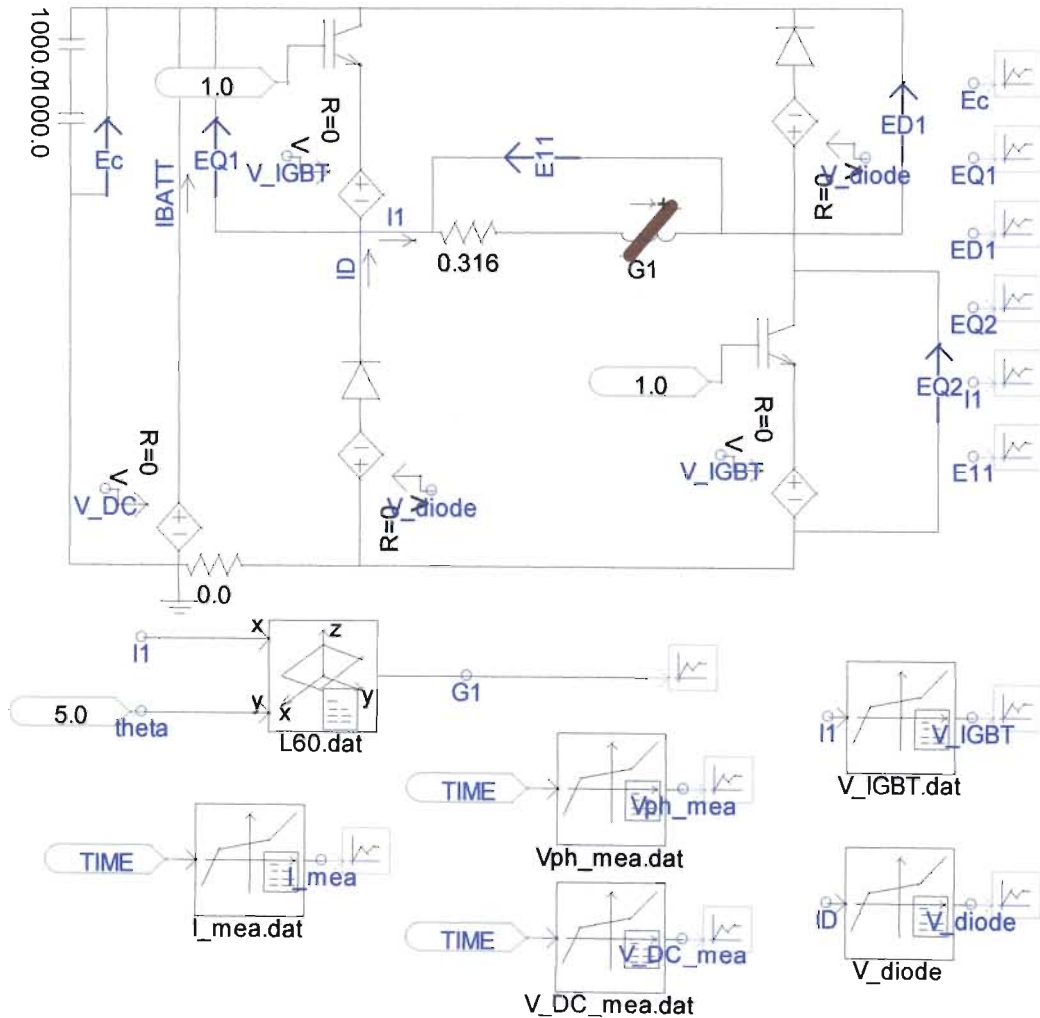 1000.01000.0
Ec
IBATT
EQ1
1.0
R=0
V
V_IGBT
E11
I1
ID
0.316
G1
R=0
V
V_diode
ED1
Ec
EQ1
ED1
EQ2
I1
E11
1.0
R=0
V
V_IGBT
EQ2
R=0
V
V_DC
R=0
V
V_diode
0.0
I1
x
z
5.0
theta
y
x
y
L60.dat
G1
I1
V_IGBT
V_IGBT.dat
TIME
Vph_mea
Vph_mea.dat
TIME
I_mea
I_mea.dat
TIME
V_DC_mea
V_DC_mea.dat
ID
V_diode
V_diode